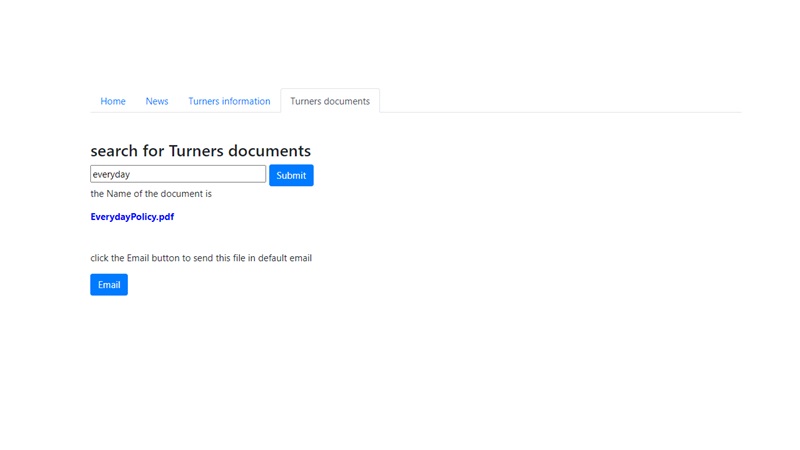 Home News Turners information Turners documents
search for Turners documents
everyday Submit
the Name of the document is
EverydayPolicy.pdf
click the Email button to send this file in default email
Email